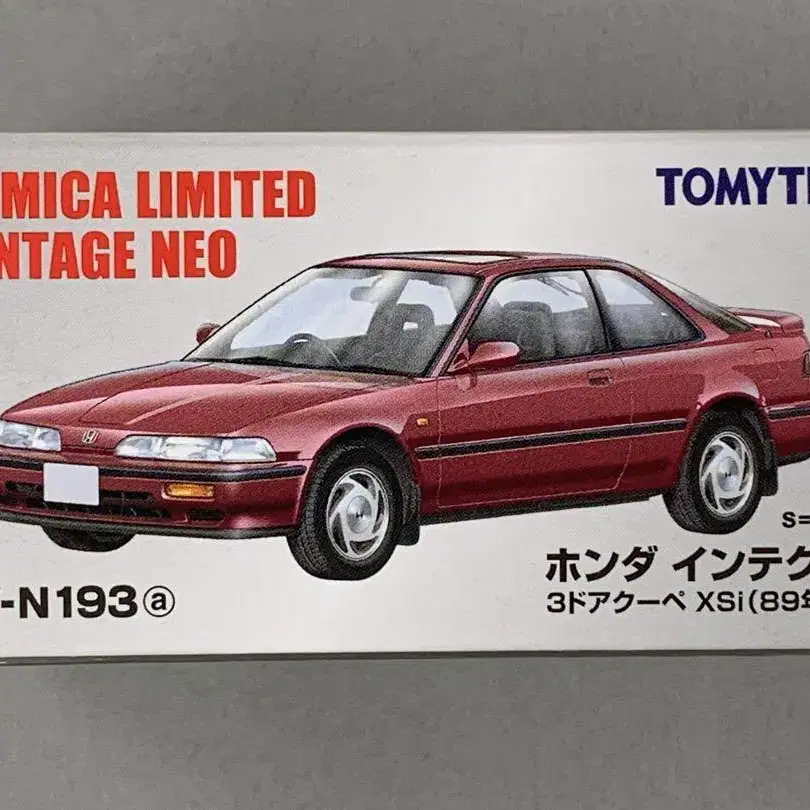 MICA LIMITED
NTAGE NEO
TOMYTE
S=
-N193ⓐ
ホンダ インテグ
3ドアクーペ XSi(89年